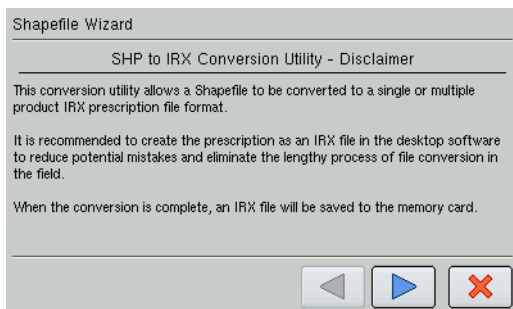 Shapefile Wizard
SHP to IRX Conversion Utility - Disclaimer
This conversion utility allows a Shapefile to be converted to a single or multiple
product IRX prescription file format.
It is recommended to create the prescription as an IRX file in the desktop software
to reduce potential mistakes and eliminate the lengthy process of file conversion in
the field.
When the conversion is complete, an IRX file will be saved to the memory card.